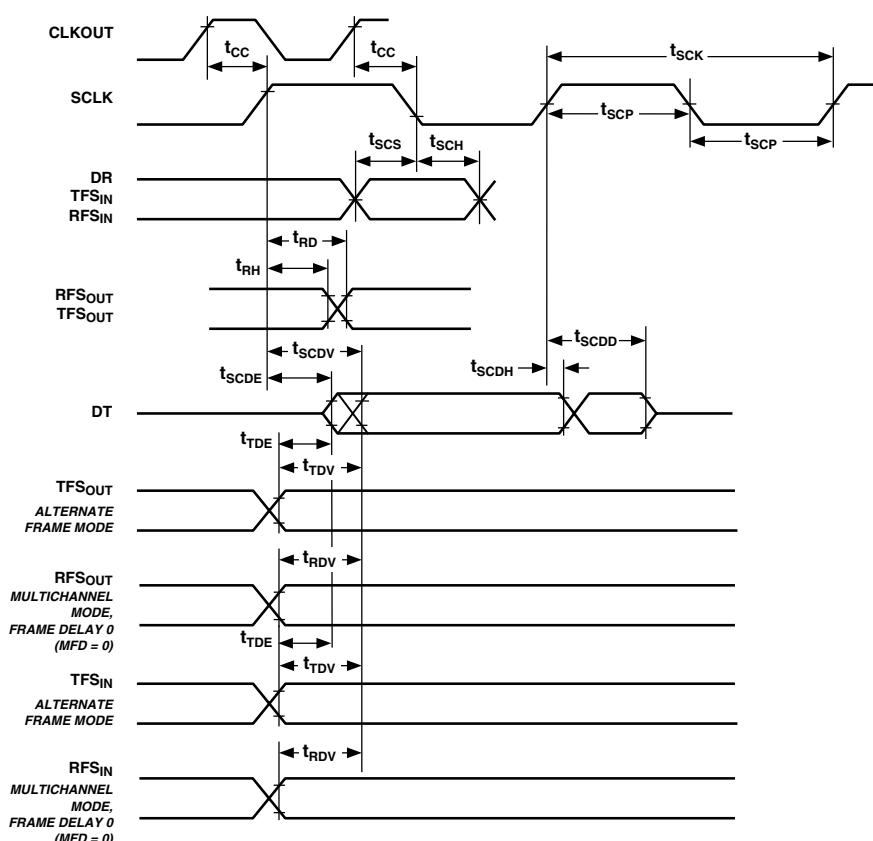 CLKOUT
tCC
tCC
tSCK
SCLK
tSCP
tSCP
tSCS
tSCH
DR
TFSIN
RFSIN
tRD
tRH
RFSOUT
TFSOUT
tSCDV
tSCDD
tSCDE
tSCDH
DT
tTDE
tTDV
TFSOUT
ALTERNATE
FRAME MODE
tRDV
RFSOUT
MULTICHANNEL
MODE,
FRAME DELAY 0
(MFD = 0)
tTDE
tTDV
TFSIN
ALTERNATE
FRAME MODE
tRDV
RFSIN
MULTICHANNEL
MODE,
FRAME DELAY 0
(MFD = 0)